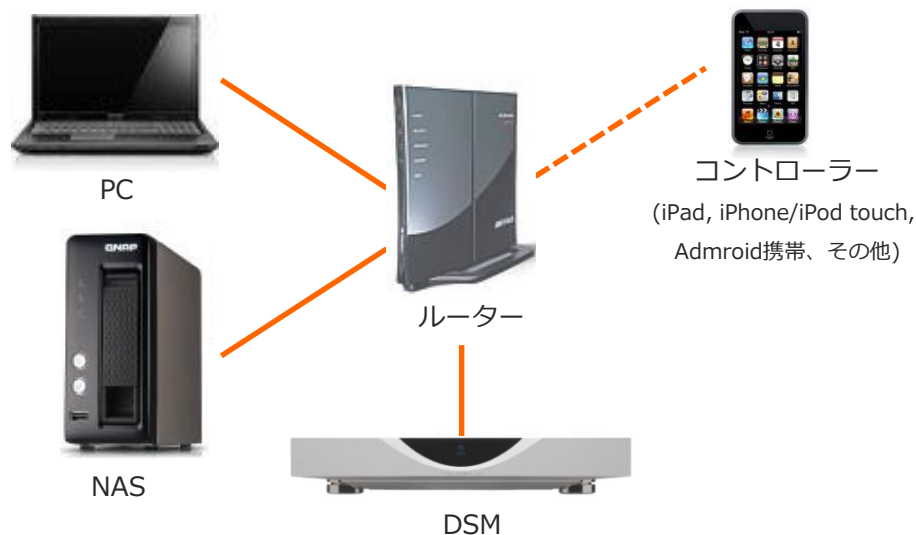 PC
コントローラー
(iPad, iPhone/iPod touch,
Admroid携帯、その他)
QNAP
ルーター
NAS
DSM